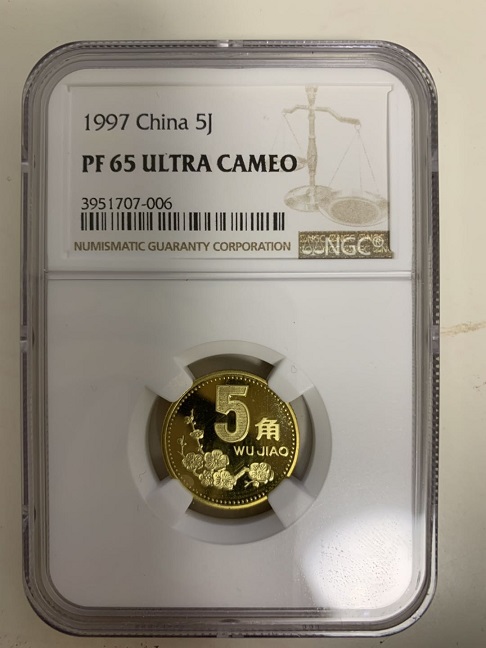 1997 China 5J
PF 65 ULTRA CAMEO
3951707-006
NUMISMATIC GUARANTY CORPORATION
NGC®
5角
WU JIAO